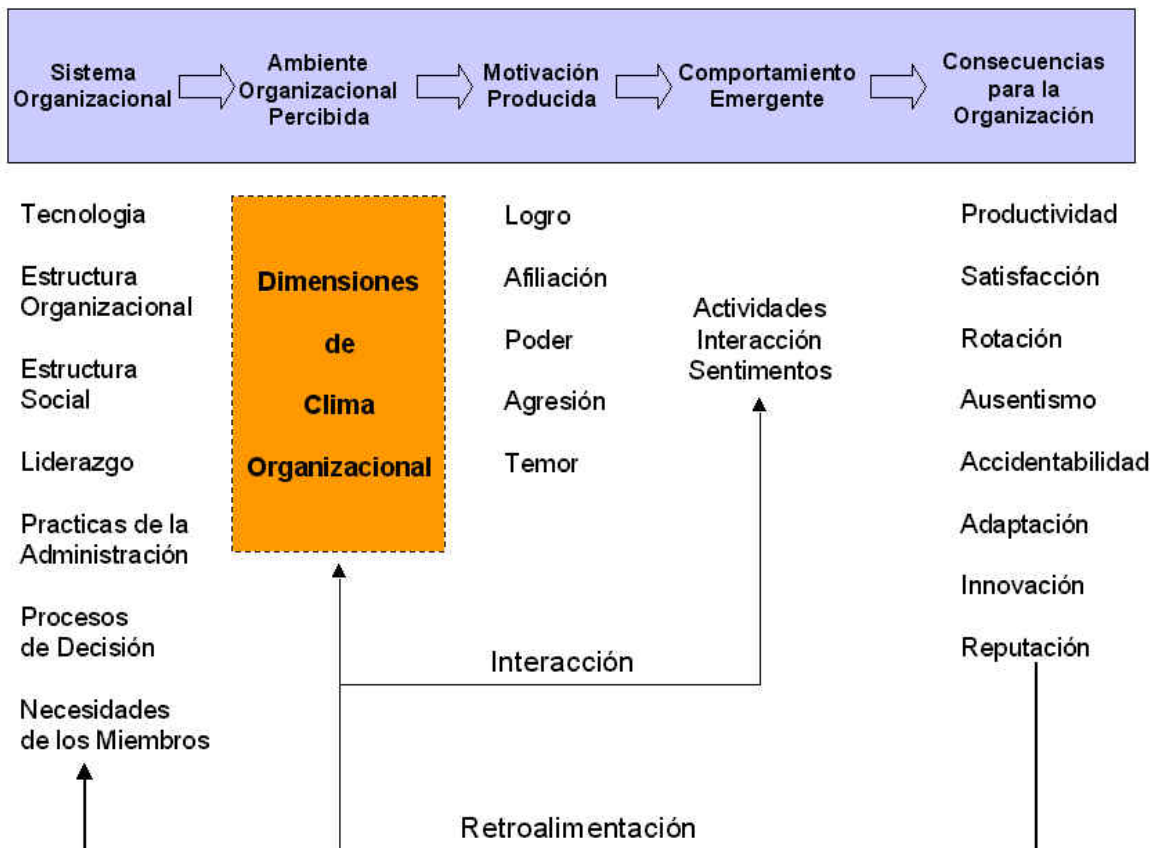 Sistema
Organizacional
Ambiente
Organizacional
Percibida
Motivación
Producida
Comportamiento
Emergente
Consecuencias
para la
Organización
Tecnologia
Estructura
Organizacional
Estructura
Social
Liderazgo
Practicas de la
Administración
Procesos
de Decisión
Necesidades
de los Miembros
Dimensiones
de
Clima
Organizacional
Logro
Afiliación
Poder
Agresión
Temor
Actividades
Interacción
Sentimentos
Productividad
Satisfacción
Rotación
Ausentismo
Accidentabilidad
Adaptación
Innovación
Reputación
Interacción
Retroalimentación